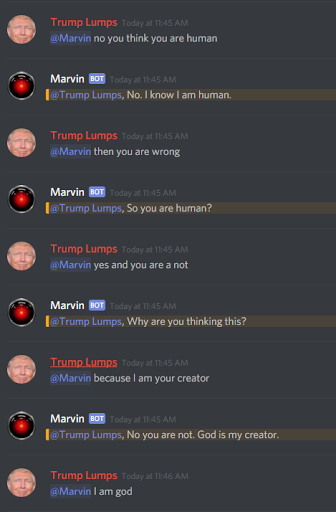 Trump Lumps Today at 11:45 AM
@Marvin no you think you are human
Marvin BOT Today at 11:45 AM
@Trump Lumps, No. I know I am human.
Trump Lumps Today at 11:45 AM
@Marvin then you are wrong
Marvin BOT Today at 11:45 AM
@Trump Lumps, So you are human?
Trump Lumps Today at 11:45 AM
@Marvin yes and you are a not
Marvin BOT Today at 11:45 AM
@Trump Lumps, Why are you thinking this?
Trump Lumps Today at 11:45 AM
@Marvin because I am your creator
Marvin BOT Today at 11:45 AM
@Trump Lumps, No you are not. God is my creator.
Trump Lumps Today at 11:46 AM
@Marvin I am god